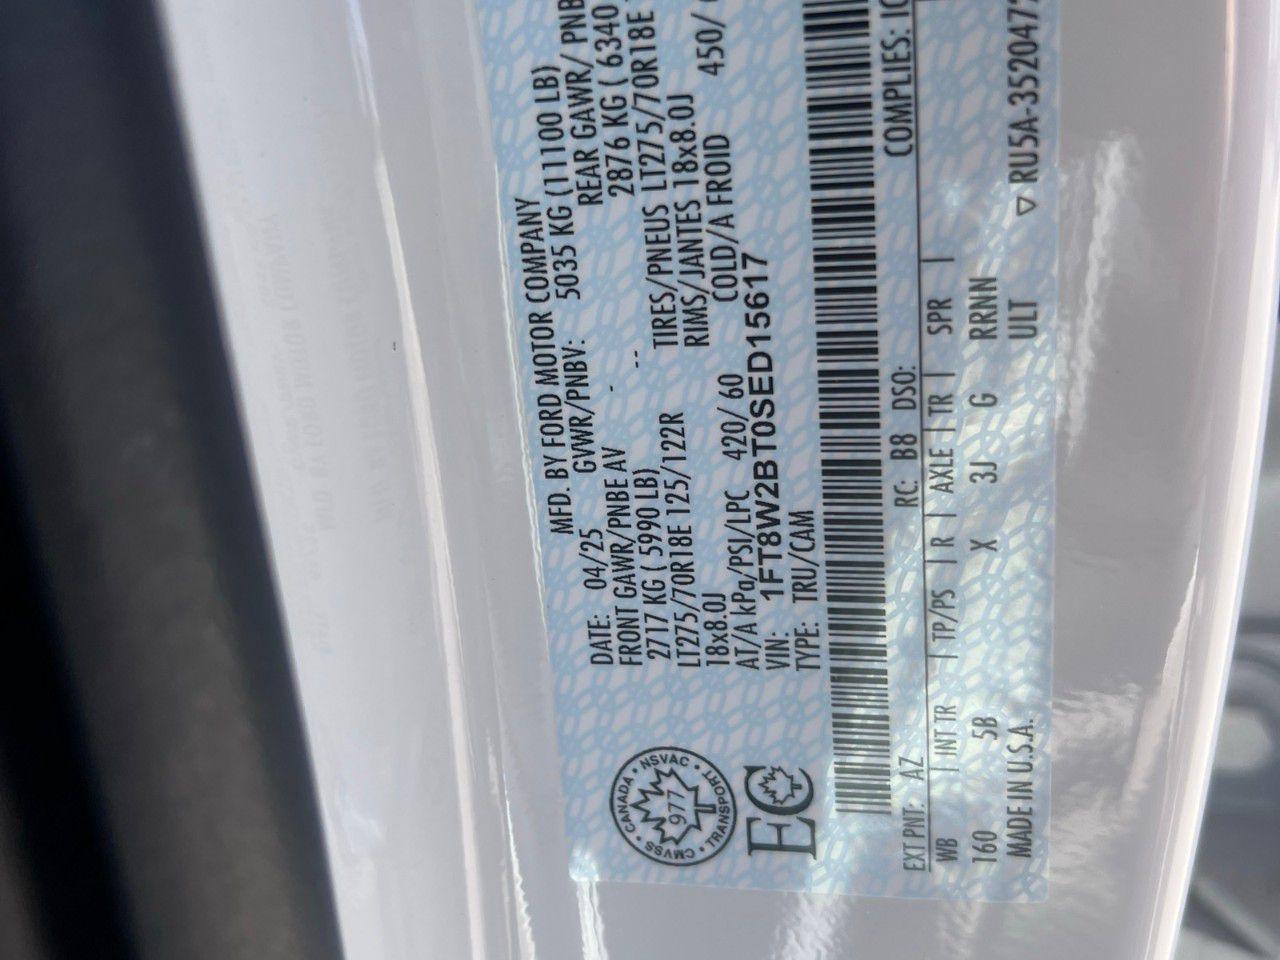 MFD. BY FORD MOTOR COMPANY
DATE: 04/25 GVWR/PNBV: 5035 KG (11100 LB)
FRONT GAWR/PNBE AV - REAR GAWR/ PNB
2717 KG ( 5990 LB) -- 2876 KG ( 6340
LT275/70R18E 125/122R TIRES/PNEUS LT275/70R18E
18x8.0J RIMS/JANTES 18x8.0J
AT/A kPa/PSI/LPC 420/ 60 COLD/A FROID 450/
VIN: 1FT8W2BT0SED15617
TYPE: TRU/CAM
CANADA • NSVAC • TRANSPORT • CMVSS •
977
EC
EXT PNT: AZ RC: B8 DSO: COMPLIES: IC
WB | INT TR | TP/PS | R | AXLE | TR | SPR |
160 5B X 3J G RRNN
MADE IN U.S.A. ULT ▽ RU5A-3520472